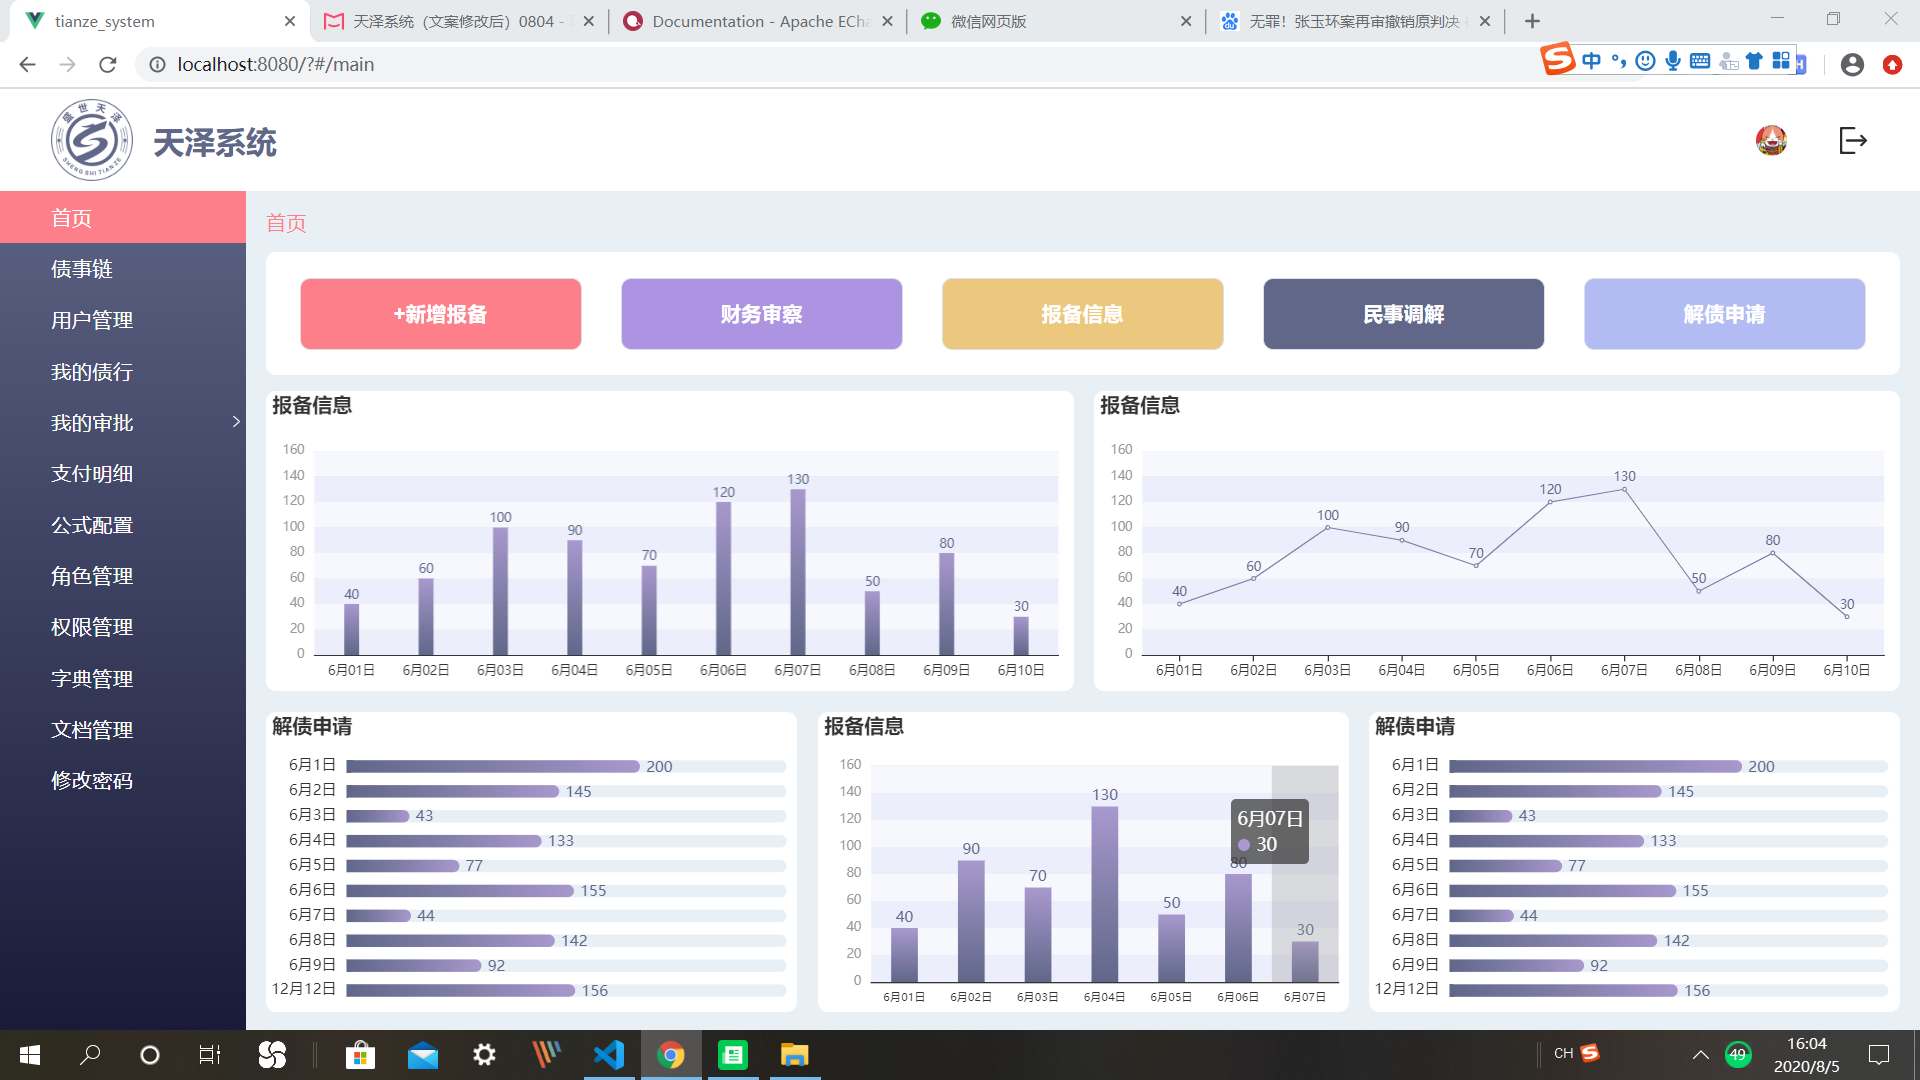 tianze_system
天泽系统（文案修改后）0804 -
Documentation - Apache ECha
微信网页版
无罪！张玉环案再审撤销原判决
localhost:8080/?#/main
中
盛世天泽
SHENG SHI TIANZE
天泽系统
首页
债事链
用户管理
我的债行
我的审批
支付明细
公式配置
角色管理
权限管理
字典管理
文档管理
修改密码
首页
+新增报备
财务审察
报备信息
民事调解
解债申请
报备信息
160
140
120
100
80
60
40
20
0
40
60
100
90
70
120
130
50
80
30
6月01日
6月02日
6月03日
6月04日
6月05日
6月06日
6月07日
6月08日
6月09日
6月10日
报备信息
160
140
120
100
80
60
40
20
0
40
60
100
90
70
120
130
50
80
30
6月01日
6月02日
6月03日
6月04日
6月05日
6月06日
6月07日
6月08日
6月09日
6月10日
解债申请
6月1日 200
6月2日 145
6月3日 43
6月4日 133
6月5日 77
6月6日 155
6月7日 44
6月8日 142
6月9日 92
12月12日 156
报备信息
160
140
120
100
80
60
40
20
0
40
90
70
130
50
80
30
6月07日
30
6月01日
6月02日
6月03日
6月04日
6月05日
6月06日
6月07日
解债申请
6月1日 200
6月2日 145
6月3日 43
6月4日 133
6月5日 77
6月6日 155
6月7日 44
6月8日 142
6月9日 92
12月12日 156
CH
49
16:04
2020/8/5